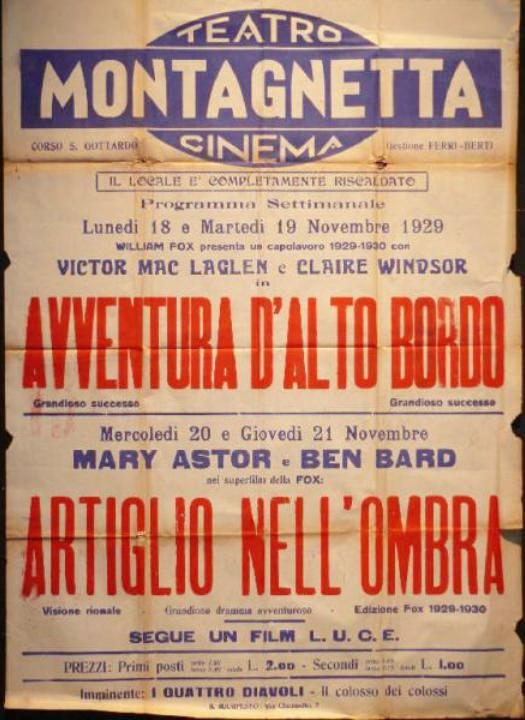 TEATRO
MONTAGNETTA
CORSO S. GOTTARDO
CINEMA
Gestione FERRI-BERTI
IL LOCALE E' COMPLETAMENTE RISCALDATO
Programma Settimanale
Lunedì 18 e Martedì 19 Novembre 1929
WILLIAM FOX presenta un capolavoro 1929-1930 con
VICTOR MAC LAGLEN e CLAIRE WINDSOR
in
AVVENTURA D'ALTO BORDO
Grandioso successo Grandioso successo
Mercoledì 20 e Giovedì 21 Novembre
MARY ASTOR e BEN BARD
nel superfilm della FOX:
ARTIGLIO NELL'OMBRA
Visione rionale - Grandioso dramma avventuroso - Edizione Fox 1929-1930
SEGUE UN FILM L. U. C. E.
PREZZI: Primi posti L. 2.00 - Secondi L. 1.00
Imminente: I QUATTRO DIAVOLI - Il colosso dei colossi